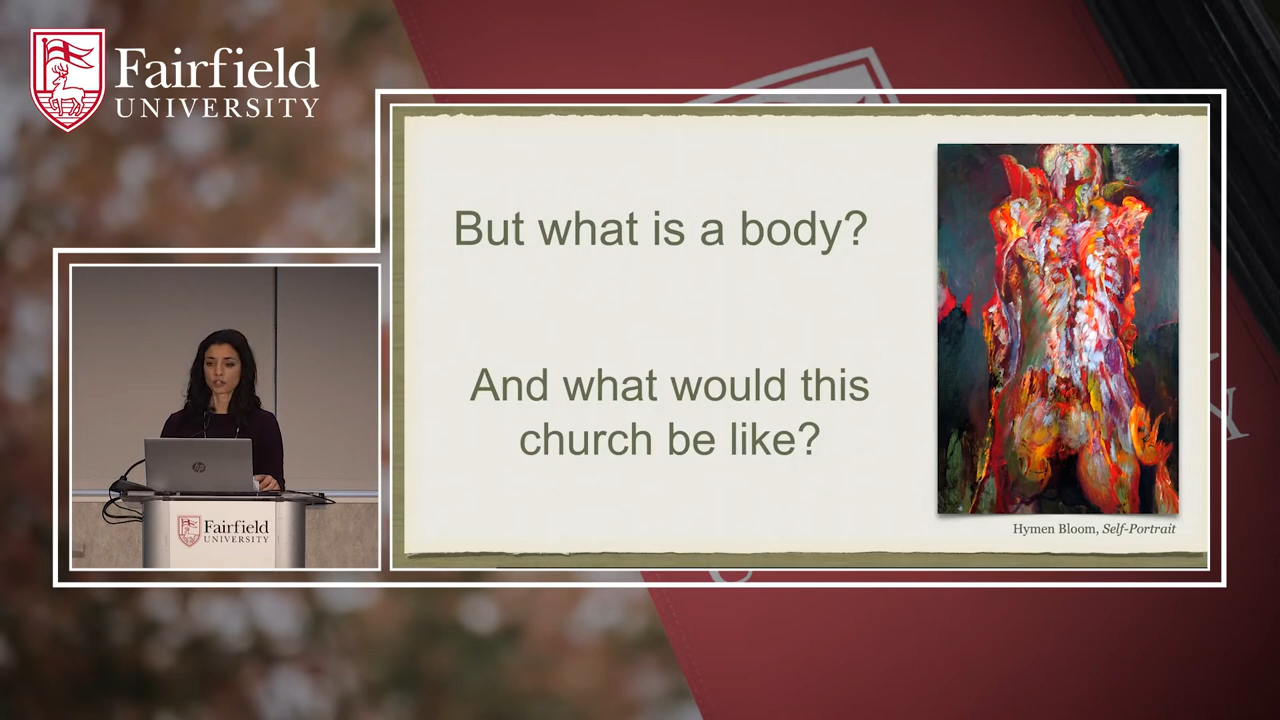 Fairfield
UNIVERSITY
But what is a body?
And what would this
church be like?
Hymen Bloom, Self-Portrait
Fairfield
UNIVERSITY
hp